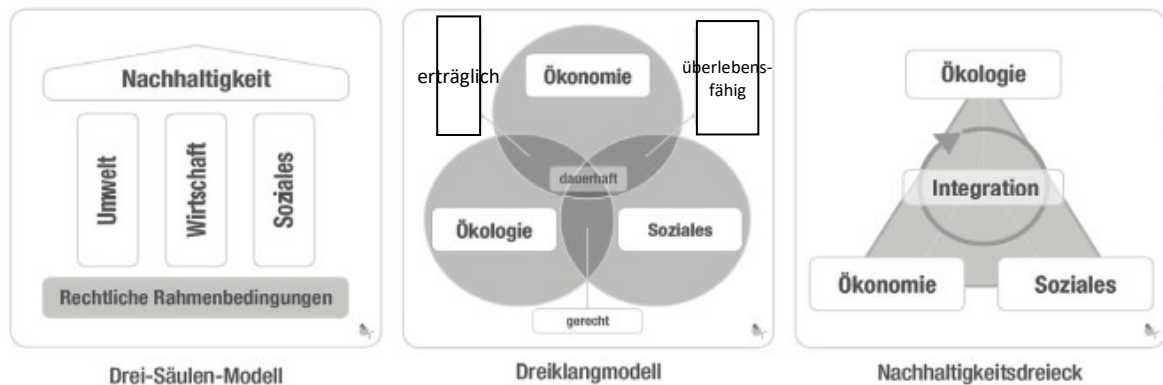 Nachhaltigkeit
Umwelt
Wirtschaft
Soziales
Rechtliche Rahmenbedingungen
Drei-Säulen-Modell
erträglich
Ökonomie
überlebens-
fähig
dauerhaft
Ökologie
Soziales
gerecht
Dreiklangmodell
Ökologie
Integration
Ökonomie
Soziales
Nachhaltigkeitsdreieck